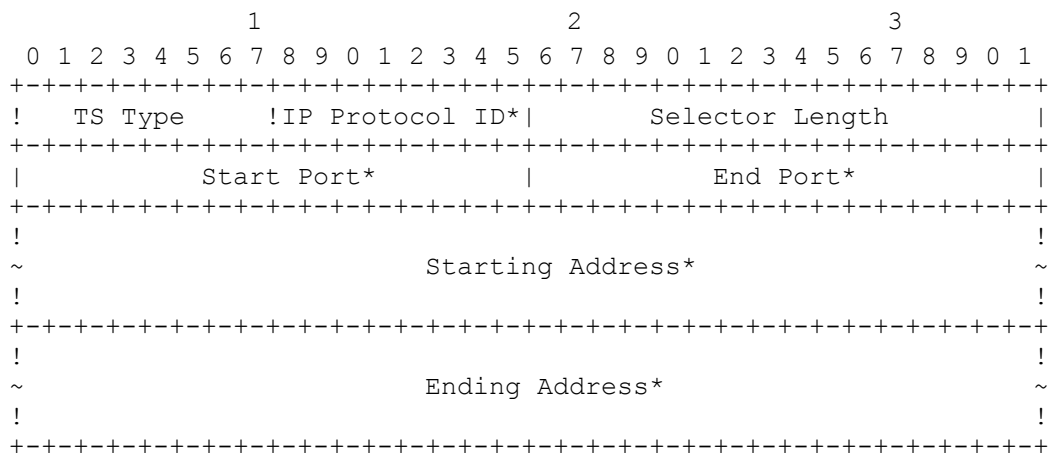 1                   2                   3
 0 1 2 3 4 5 6 7 8 9 0 1 2 3 4 5 6 7 8 9 0 1 2 3 4 5 6 7 8 9 0 1
+-+-+-+-+-+-+-+-+-+-+-+-+-+-+-+-+-+-+-+-+-+-+-+-+-+-+-+-+-+-+-+-+
!   TS Type     !IP Protocol ID*|       Selector Length         |
+-+-+-+-+-+-+-+-+-+-+-+-+-+-+-+-+-+-+-+-+-+-+-+-+-+-+-+-+-+-+-+-+
|           Start Port*         |           End Port*           |
+-+-+-+-+-+-+-+-+-+-+-+-+-+-+-+-+-+-+-+-+-+-+-+-+-+-+-+-+-+-+-+-+
!                                                               !
~                         Starting Address*                     ~
!                                                               !
+-+-+-+-+-+-+-+-+-+-+-+-+-+-+-+-+-+-+-+-+-+-+-+-+-+-+-+-+-+-+-+-+
!                                                               !
~                         Ending Address*                       ~
!                                                               !
+-+-+-+-+-+-+-+-+-+-+-+-+-+-+-+-+-+-+-+-+-+-+-+-+-+-+-+-+-+-+-+-+